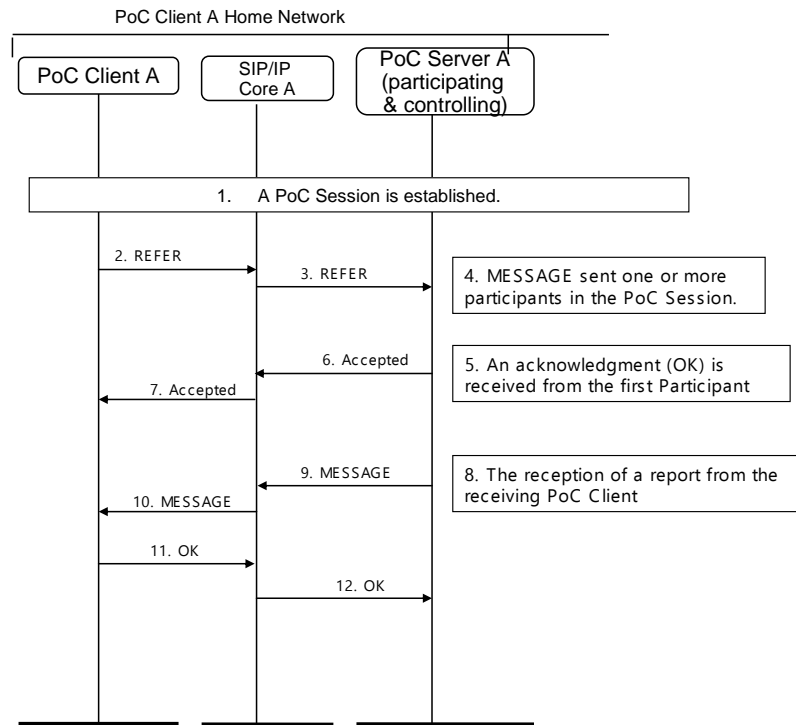 PoC Client A Home Network
PoC Client A
SIP/IP
Core A
PoC Server A
(participating
& controlling)
1. A PoC Session is established.
2. REFER
3. REFER
4. MESSAGE sent one or more
participants in the PoC Session.
6. Accepted
5. An acknowledgment (OK) is
received from the first Participant
7. Accepted
9. MESSAGE
8. The reception of a report from the
receiving PoC Client
10. MESSAGE
11. OK
12. OK